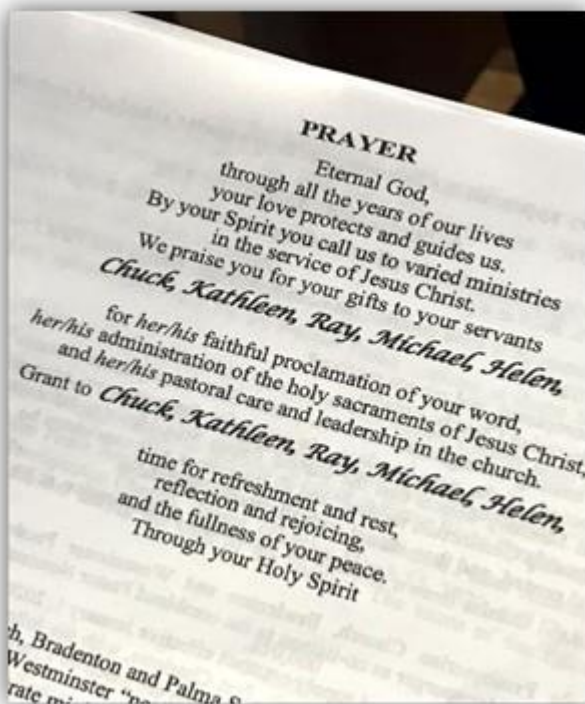 PRAYER
Eternal God,
through all the years of our lives
your love protects and guides us.
By your Spirit you call us to varied ministries
in the service of Jesus Christ.
We praise you for your gifts to your servants
Chuck, Kathleen, Ray, Michael, Helen,
for her/his faithful proclamation of your word,
her/his administration of the holy sacraments of Jesus Christ,
and her/his pastoral care and leadership in the church.
Grant to Chuck, Kathleen, Ray, Michael, Helen,
time for refreshment and rest,
reflection and rejoicing,
and the fullness of your peace.
Through your Holy Spirit
Bradenton and Palma
Westminster